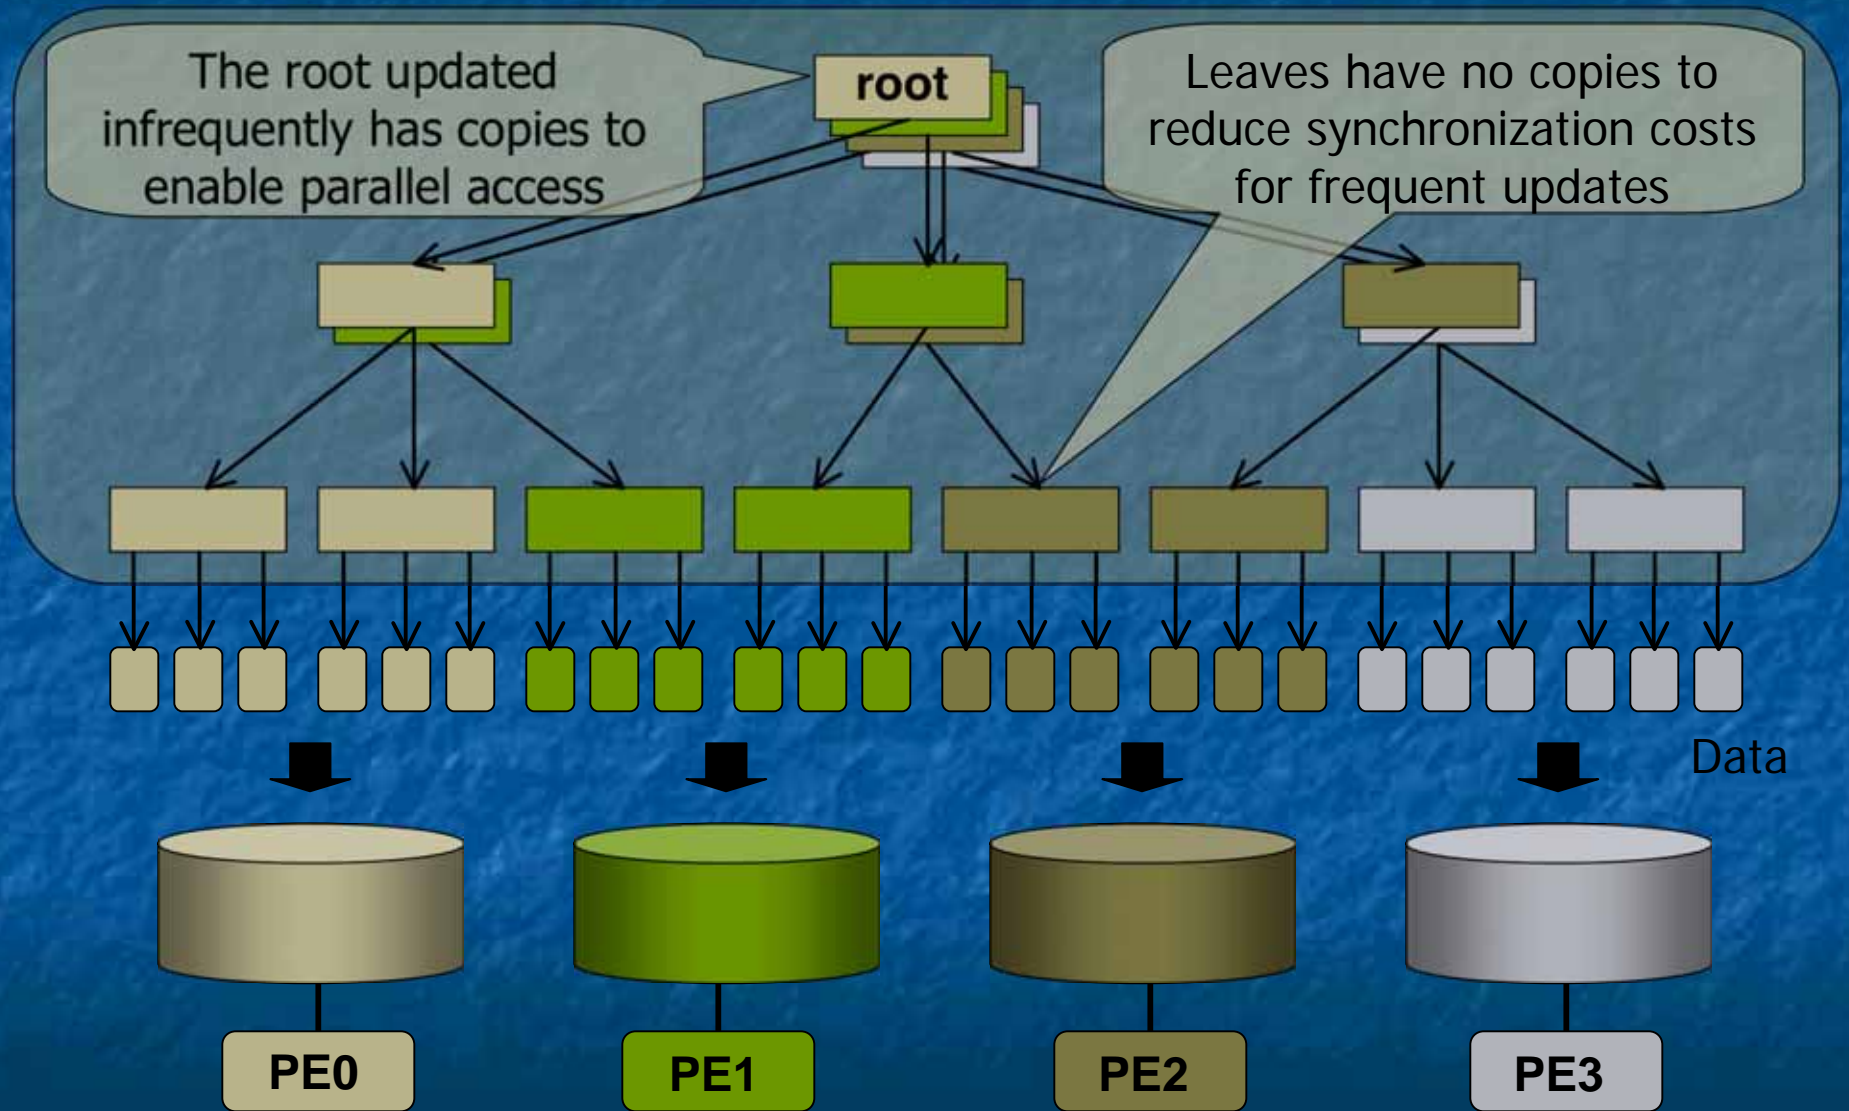 The root updated
infrequently has copies to
enable parallel access
root
Leaves have no copies to
reduce synchronization costs
for frequent updates
Data
PE0
PE1
PE2
PE3